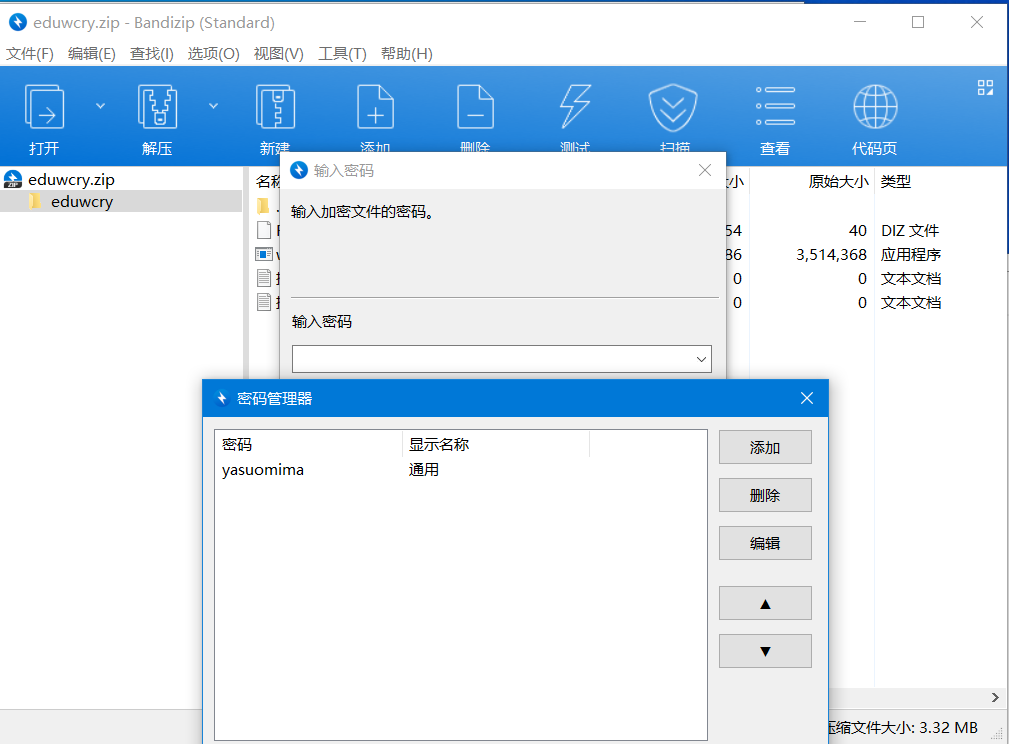 eduwcry.zip - Bandizip (Standard)
文件(F) 编辑(E) 查找(I) 选项(O) 视图(V) 工具(T) 帮助(H)
打开 解压 新建 添加 删除 测试 扫描 查看 代码页
eduwcry.zip
eduwcry
名称 大小 原始大小 类型
..
54 40 DIZ 文件
86 3,514,368 应用程序
0 0 文本文档
0 0 文本文档
输入密码
输入加密文件的密码。
输入密码
密码管理器
密码 显示名称
yasuomima 通用
添加
删除
编辑
▲
▼
压缩文件大小: 3.32 MB